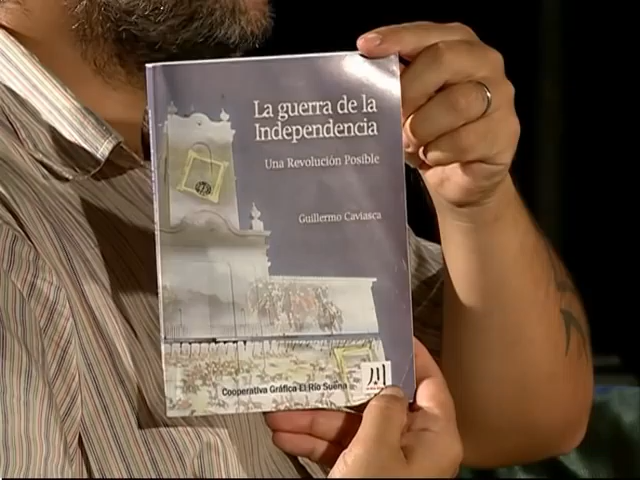 La guerra de la
Independencia
Una Revolución Posible
Guillermo Caviasca
Cooperativa Gráfica El Río Suena